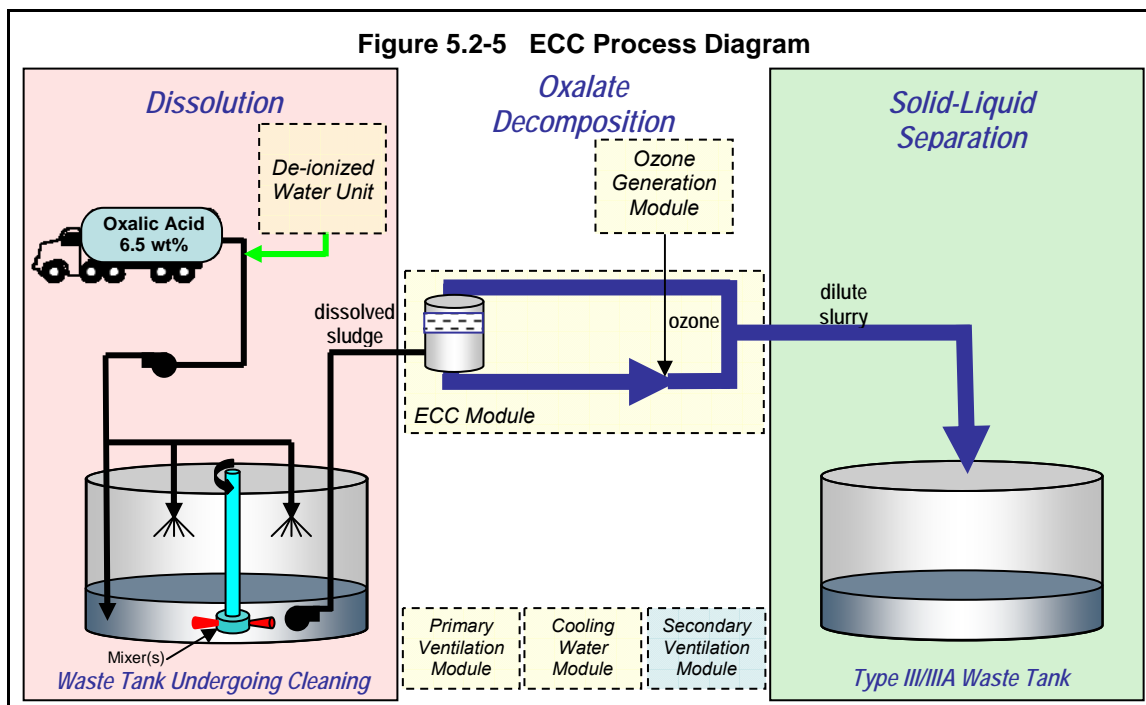 Figure 5.2-5 ECC Process Diagram
Dissolution
De-ionized
Water Unit
Oxalic Acid
6.5 wt%
dissolved
sludge
Mixer(s)
Waste Tank Undergoing Cleaning
Oxalate
Decomposition
Ozone
Generation
Module
ozone
ECC Module
Primary
Ventilation
Module
Cooling
Water
Module
Secondary
Ventilation
Module
Solid-Liquid
Separation
dilute
slurry
Type III/IIIA Waste Tank